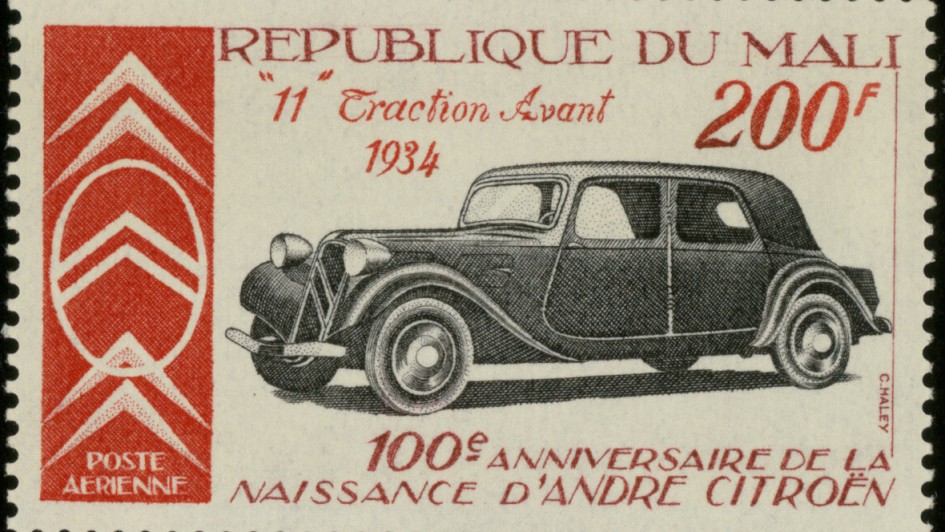 REPUBLIQUE DU MALI
"11" Traction Avant
1934
200F
C. HALEY
100e ANNIVERSAIRE DE LA
NAISSANCE D'ANDRE CITROËN
POSTE
AERIENNE